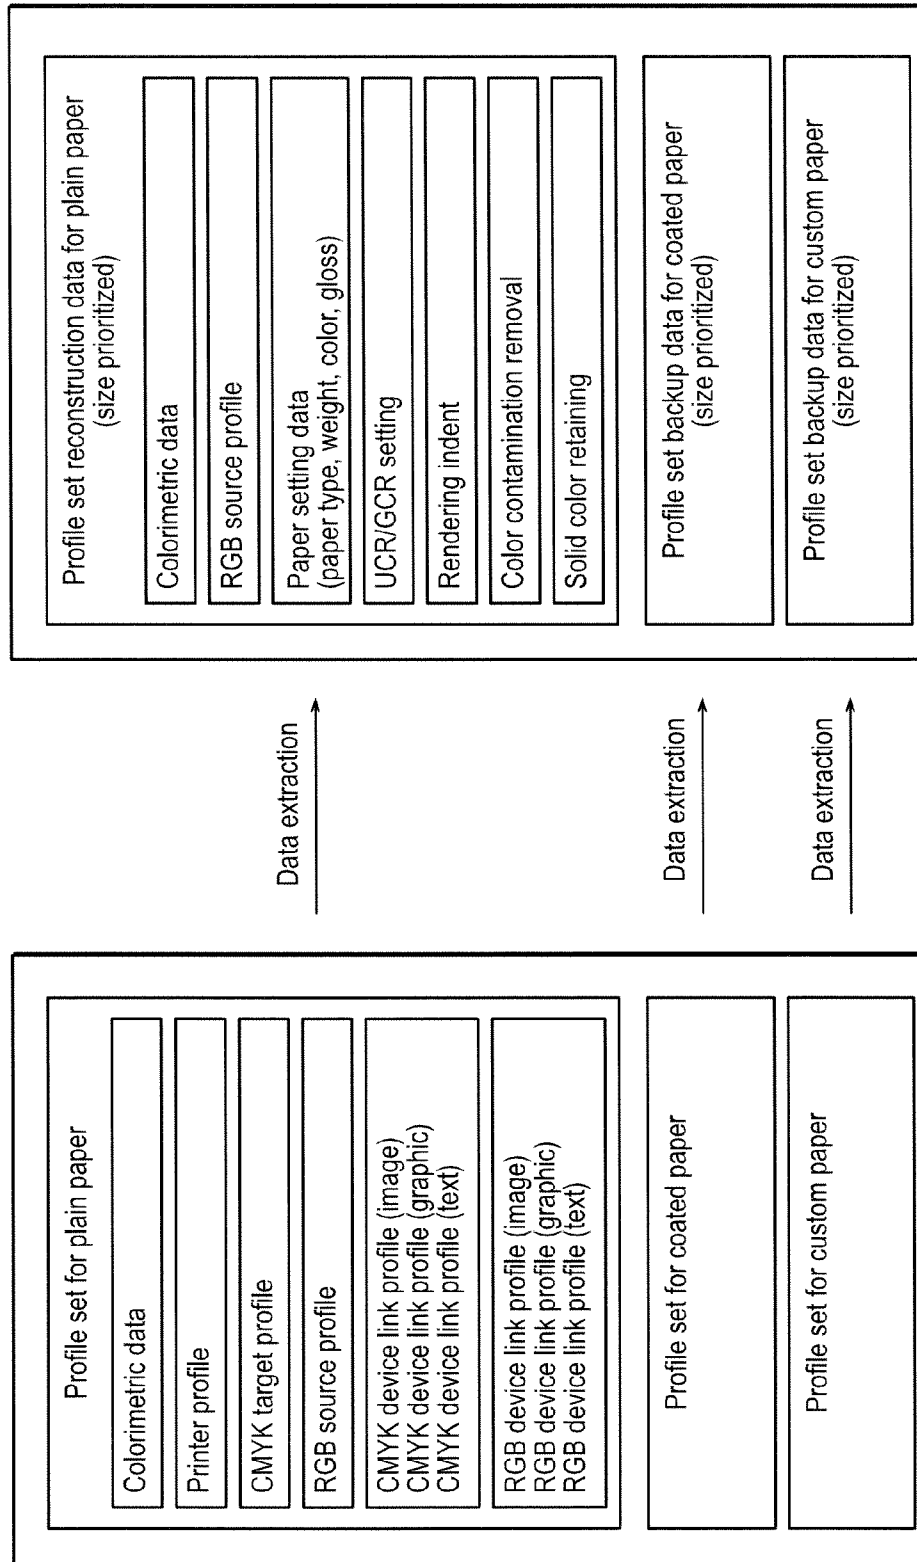 Profile set for plain paper
Colorimetric data
Printer profile
CMYK target profile
RGB source profile
CMYK device link profile (image)
CMYK device link profile (graphic)
CMYK device link profile (text)
RGB device link profile (image)
RGB device link profile (graphic)
RGB device link profile (text)
Profile set for coated paper
Profile set for custom paper
Data extraction
Data extraction
Data extraction
Profile set reconstruction data for plain paper
(size prioritized)
Colorimetric data
RGB source profile
Paper setting data
(paper type, weight, color, gloss)
UCR/GCR setting
Rendering indent
Color contamination removal
Solid color retaining
Profile set backup data for coated paper
(size prioritized)
Profile set backup data for custom paper
(size prioritized)